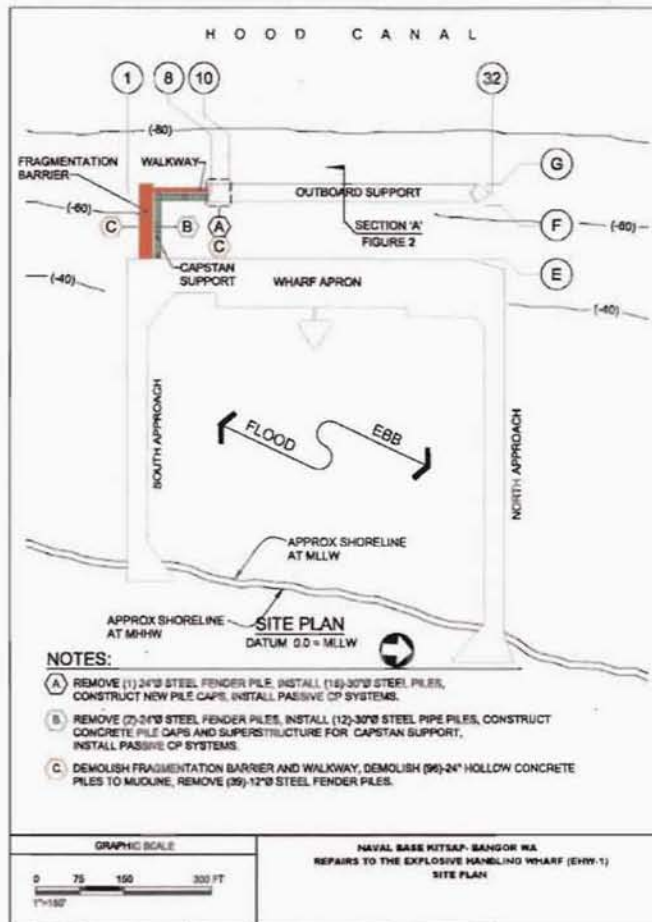 HOOD CANAL
1
8
10
32
(-80)
FRAGMENTATION
BARRIER
WALKWAY
G
OUTBOARD SUPPORT
(-60)
C
B
A
C
SECTION 'A'
FIGURE 2
F
(-60)
CAPSTAN
SUPPORT
E
(-40)
WHARF APRON
(-40)
SOUTH APPROACH
FLOOD
EBB
NORTH APPROACH
APPROX SHORELINE
AT MLLW
APPROX SHORELINE
AT MHHW
SITE PLAN
DATUM 0.0 = MLLW
NOTES:
A REMOVE (1) 24"Ø STEEL FENDER PILE, INSTALL (16)-30"Ø STEEL PILES,
CONSTRUCT NEW PILE CAPS, INSTALL PASSIVE CP SYSTEMS.
B REMOVE (2)-24"Ø STEEL FENDER PILES, INSTALL (12)-30"Ø STEEL PIPE PILES, CONSTRUCT
CONCRETE PILE CAPS AND SUPERSTRUCTURE FOR CAPSTAN SUPPORT,
INSTALL PASSIVE CP SYSTEMS.
C DEMOLISH FRAGMENTATION BARRIER AND WALKWAY, DEMOLISH (96)-24" HOLLOW CONCRETE
PILES TO MUDLINE, REMOVE (39)-12"Ø STEEL FENDER PILES.
GRAPHIC SCALE
0 75 150 300 FT
1"=150'
NAVAL BASE KITSAP- BANGOR WA
REPAIRS TO THE EXPLOSIVE HANDLING WHARF (EHW-1)
SITE PLAN